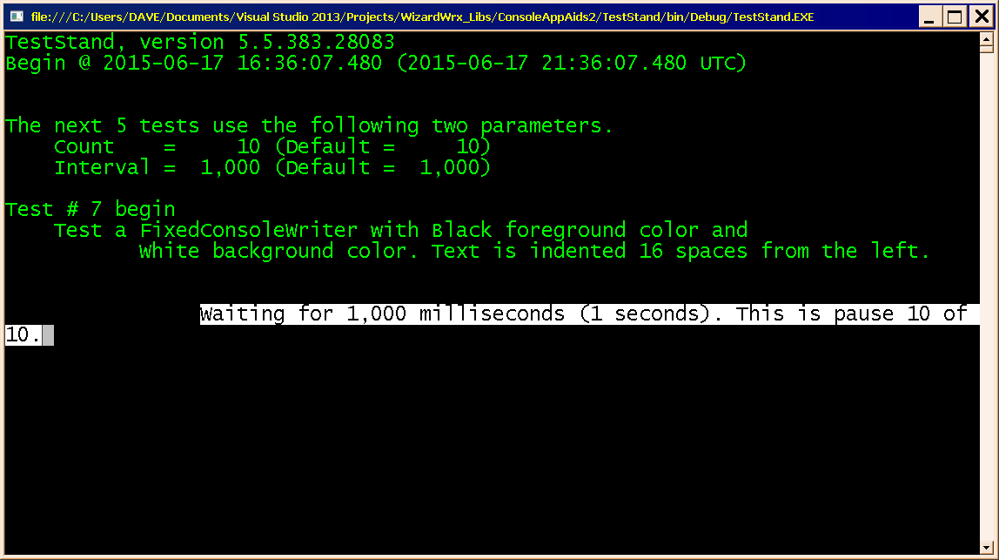 file:///C:/Users/DAVE/Documents/Visual Studio 2013/Projects/WizardWrx_Libs/ConsoleAppAids2/TestStand/bin/Debug/TestStand.EXE
TestStand, version 5.5.383.28083
Begin @ 2015-06-17 16:36:07.480 (2015-06-17 21:36:07.480 UTC)
The next 5 tests use the following two parameters.
    Count    =     10 (Default =     10)
    Interval =  1,000 (Default =  1,000)
Test # 7 begin
    Test a FixedConsoleWriter with Black foreground color and
           White background color. Text is indented 16 spaces from the left.
                Waiting for 1,000 milliseconds (1 seconds). This is pause 10 of
10.